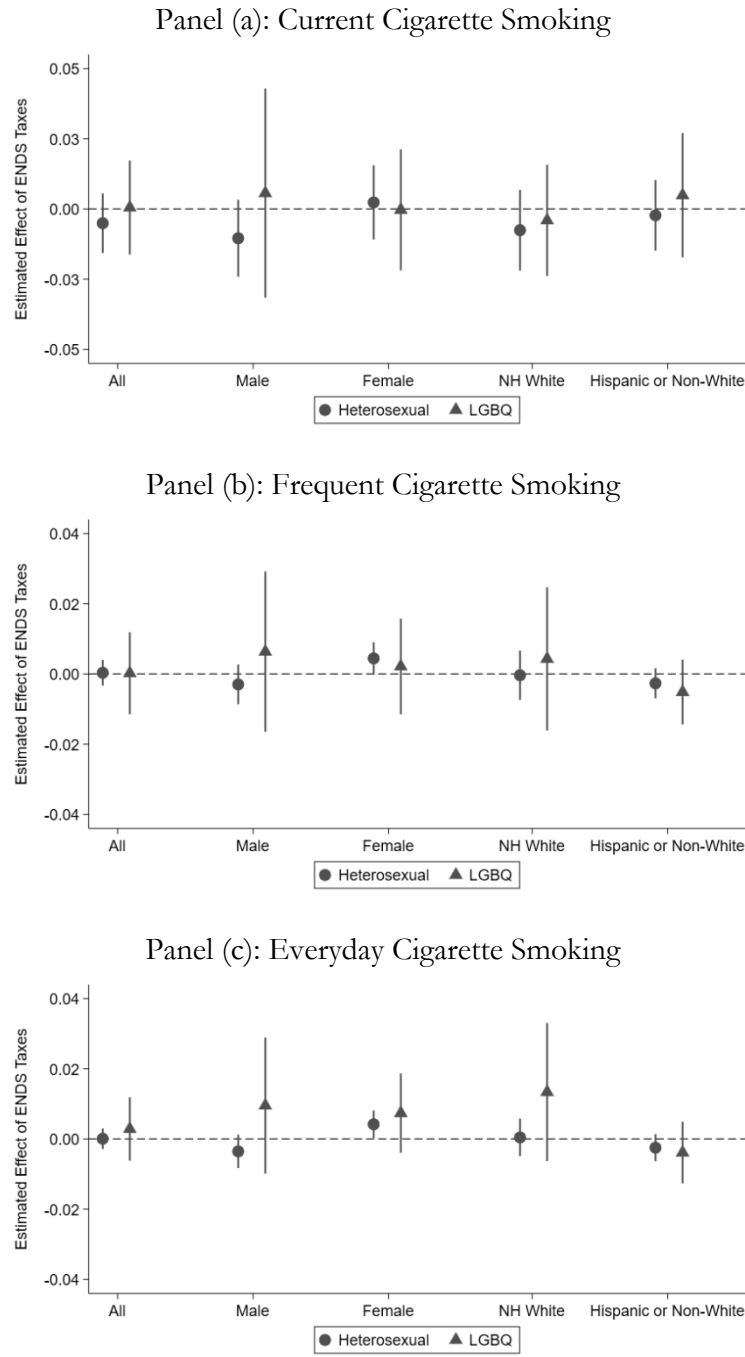 Panel (a): Current Cigarette Smoking
Estimated Effect of ENDS Taxes
0.05
0.03
0.00
-0.03
-0.05
All Male Female NH White Hispanic or Non-White
Heterosexual LGBQ
Panel (b): Frequent Cigarette Smoking
Estimated Effect of ENDS Taxes
0.04
0.02
0.00
-0.02
-0.04
All Male Female NH White Hispanic or Non-White
Heterosexual LGBQ
Panel (c): Everyday Cigarette Smoking
Estimated Effect of ENDS Taxes
0.04
0.02
0.00
-0.02
-0.04
All Male Female NH White Hispanic or Non-White
Heterosexual LGBQ